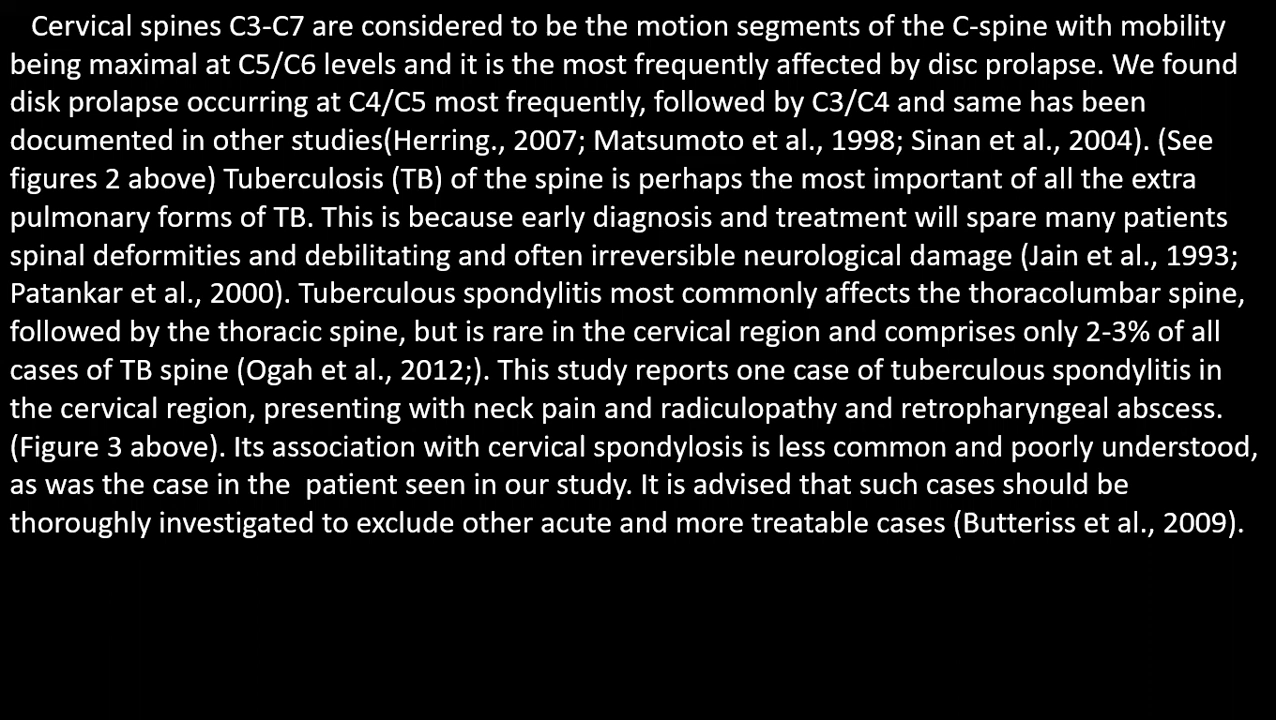 Cervical spines C3-C7 are considered to be the motion segments of the C-spine with mobility
being maximal at C5/C6 levels and it is the most frequently affected by disc prolapse. We found
disk prolapse occurring at C4/C5 most frequently, followed by C3/C4 and same has been
documented in other studies(Herring., 2007; Matsumoto et al., 1998; Sinan et al., 2004). (See
figures 2 above) Tuberculosis (TB) of the spine is perhaps the most important of all the extra
pulmonary forms of TB. This is because early diagnosis and treatment will spare many patients
spinal deformities and debilitating and often irreversible neurological damage (Jain et al., 1993;
Patankar et al., 2000). Tuberculous spondylitis most commonly affects the thoracolumbar spine,
followed by the thoracic spine, but is rare in the cervical region and comprises only 2-3% of all
cases of TB spine (Ogah et al., 2012;). This study reports one case of tuberculous spondylitis in
the cervical region, presenting with neck pain and radiculopathy and retropharyngeal abscess.
(Figure 3 above). Its association with cervical spondylosis is less common and poorly understood,
as was the case in the  patient seen in our study. It is advised that such cases should be
thoroughly investigated to exclude other acute and more treatable cases (Butteriss et al., 2009).